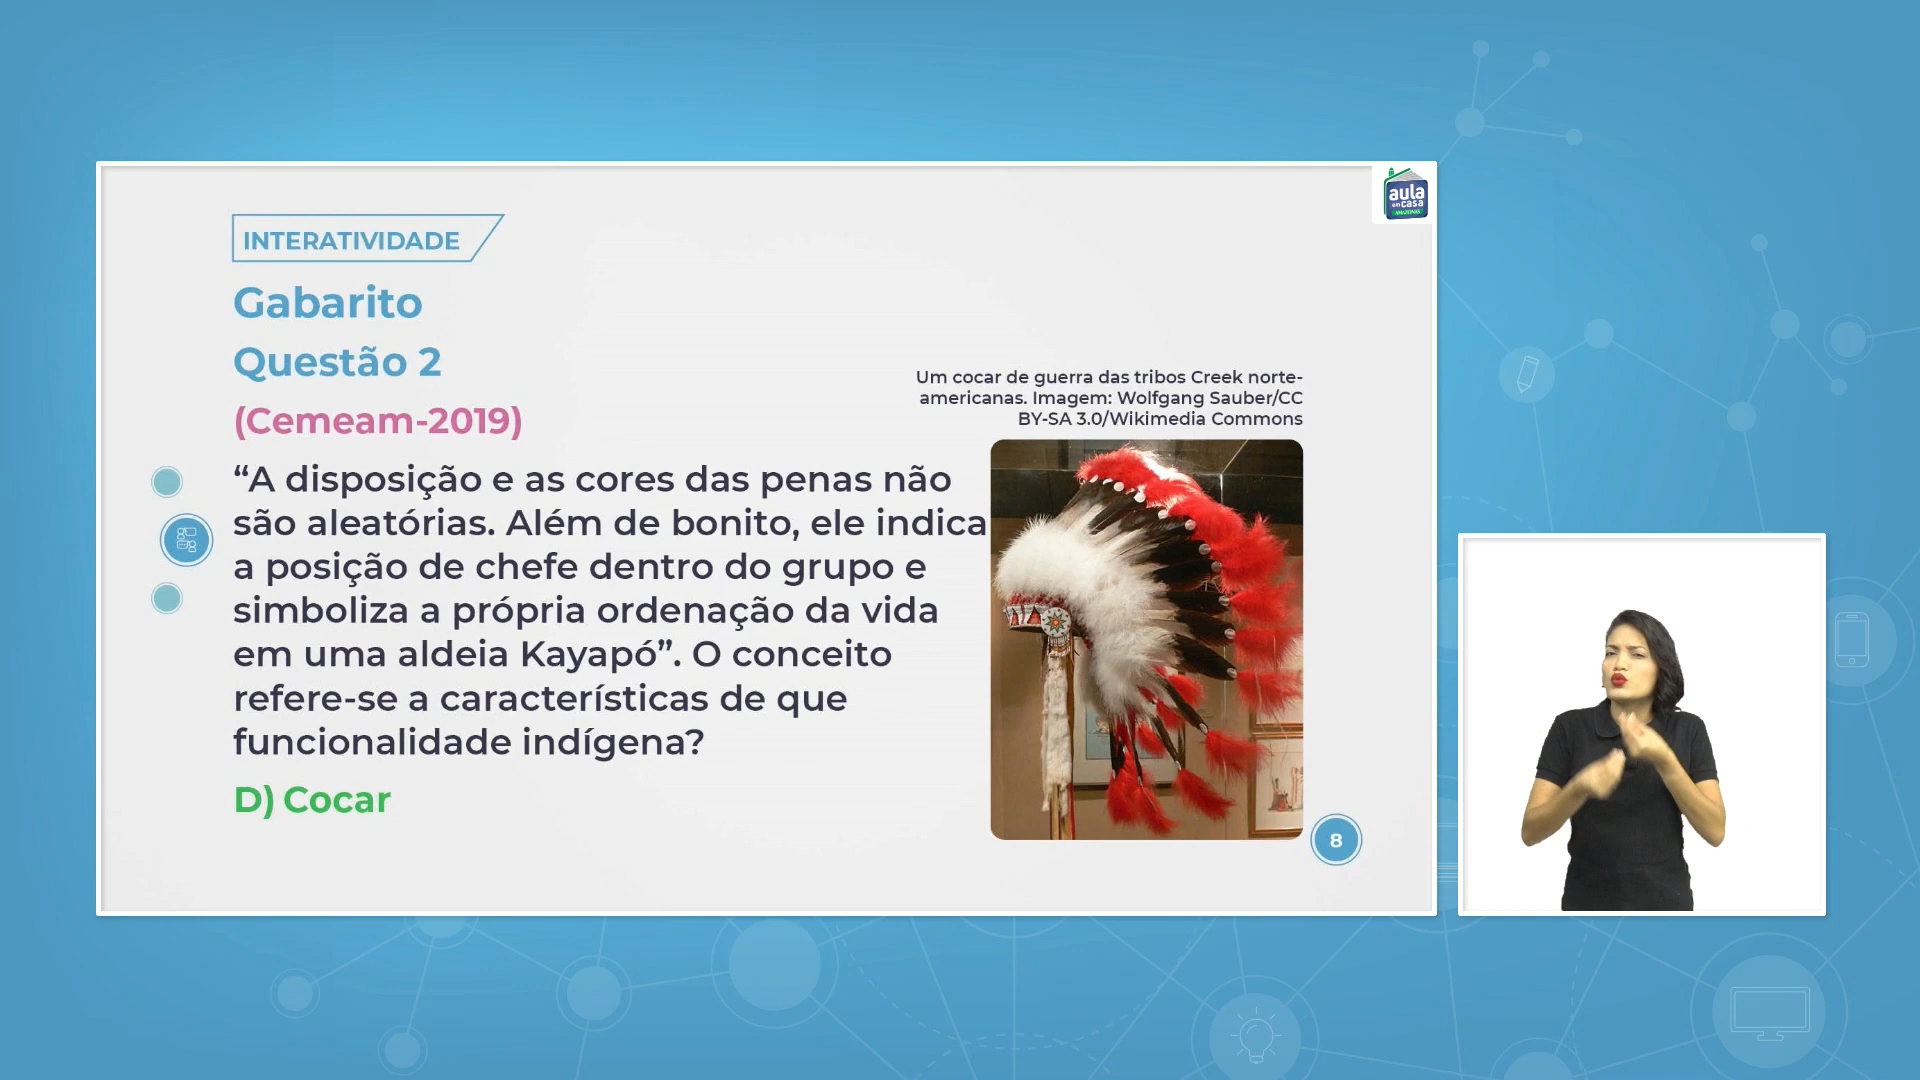 aula
em casa
AMAZONAS
INTERATIVIDADE
Gabarito
Questão 2
(Cemeam-2019)
“A disposição e as cores das penas não
são aleatórias. Além de bonito, ele indica
a posição de chefe dentro do grupo e
simboliza a própria ordenação da vida
em uma aldeia Kayapó”. O conceito
refere-se a características de que
funcionalidade indígena?
D) Cocar
Um cocar de guerra das tribos Creek norte-
americanas. Imagem: Wolfgang Sauber/CC
BY-SA 3.0/Wikimedia Commons
8